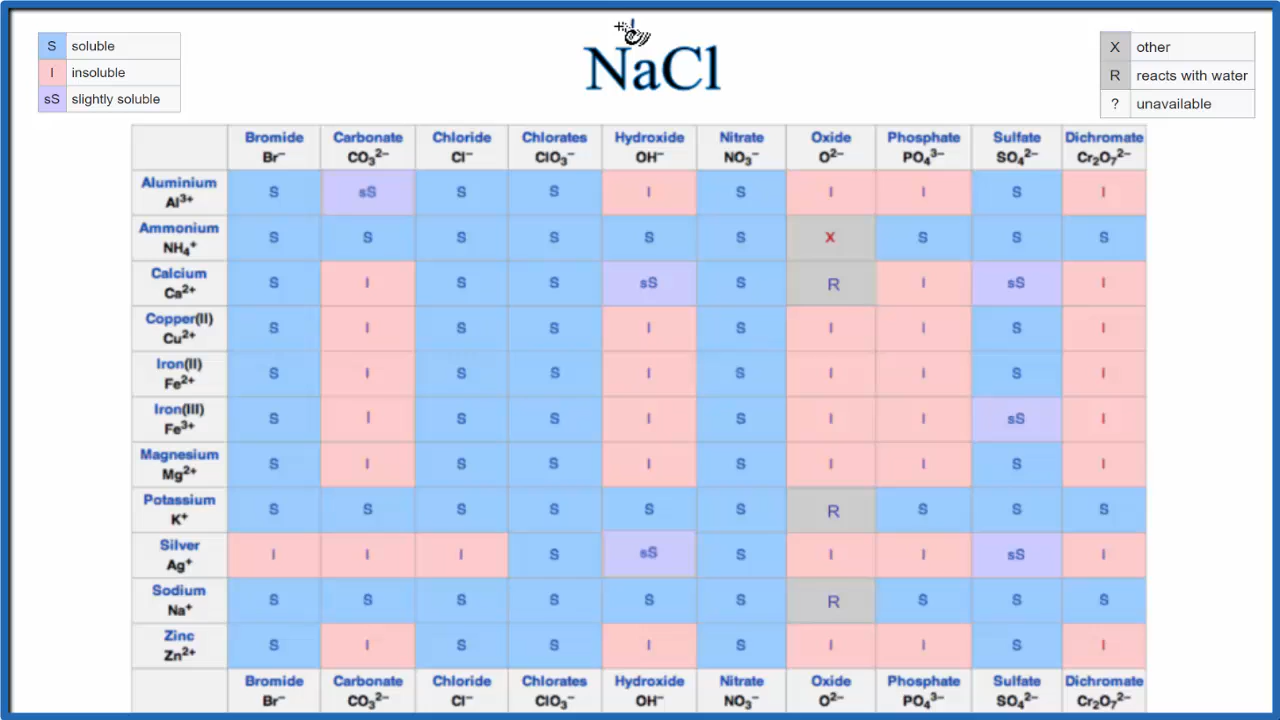 S soluble
I insoluble
sS slightly soluble
NaCl
X other
R reacts with water
? unavailable
Bromide Carbonate Chloride Chlorates Hydroxide Nitrate Oxide Phosphate Sulfate Dichromate
Br⁻ CO₃²⁻ Cl⁻ ClO₃⁻ OH⁻ NO₃⁻ O²⁻ PO₄³⁻ SO₄²⁻ Cr₂O₇²⁻
Aluminium
Al³⁺ S sS S S I S I I S I
Ammonium
NH₄⁺ S S S S S S X S S S
Calcium
Ca²⁺ S I S S sS S R I sS I
Copper(II)
Cu²⁺ S I S S I S I I S I
Iron(II)
Fe²⁺ S I S S I S I I S I
Iron(III)
Fe³⁺ S I S S I S I I sS I
Magnesium
Mg²⁺ S I S S I S I I S I
Potassium
K⁺ S S S S S S R S S S
Silver
Ag⁺ I I I S sS S I I sS I
Sodium
Na⁺ S S S S S S R S S S
Zinc
Zn²⁺ S I S S I S I I S I
Bromide Carbonate Chloride Chlorates Hydroxide Nitrate Oxide Phosphate Sulfate Dichromate
Br⁻ CO₃²⁻ Cl⁻ ClO₃⁻ OH⁻ NO₃⁻ O²⁻ PO₄³⁻ SO₄²⁻ Cr₂O₇²⁻